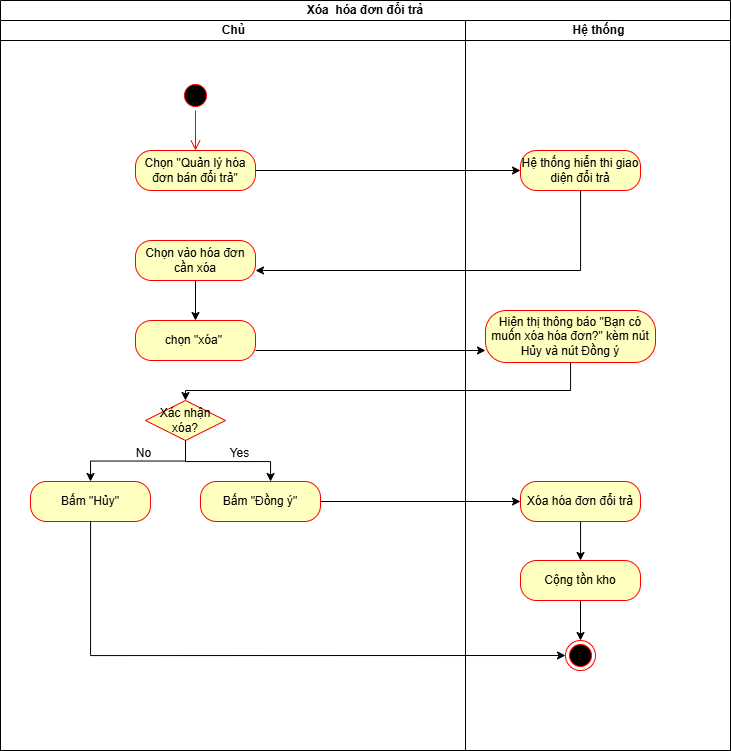 Xóa  hóa đơn đổi trả
Chủ
Hệ thống
Chọn "Quản lý hóa
đơn bán đổi trả"
Hệ thống hiển thi giao
diện đổi trả
Chọn vào hóa đơn
cần xóa
chọn "xóa"
Hiện thị thông báo "Bạn có
muốn xóa hóa đơn?" kèm nút
Hủy và nút Đồng ý
Xác nhận
xóa?
No
Yes
Bấm "Hủy"
Bấm "Đồng ý"
Xóa hóa đơn đổi trả
Cộng tồn kho